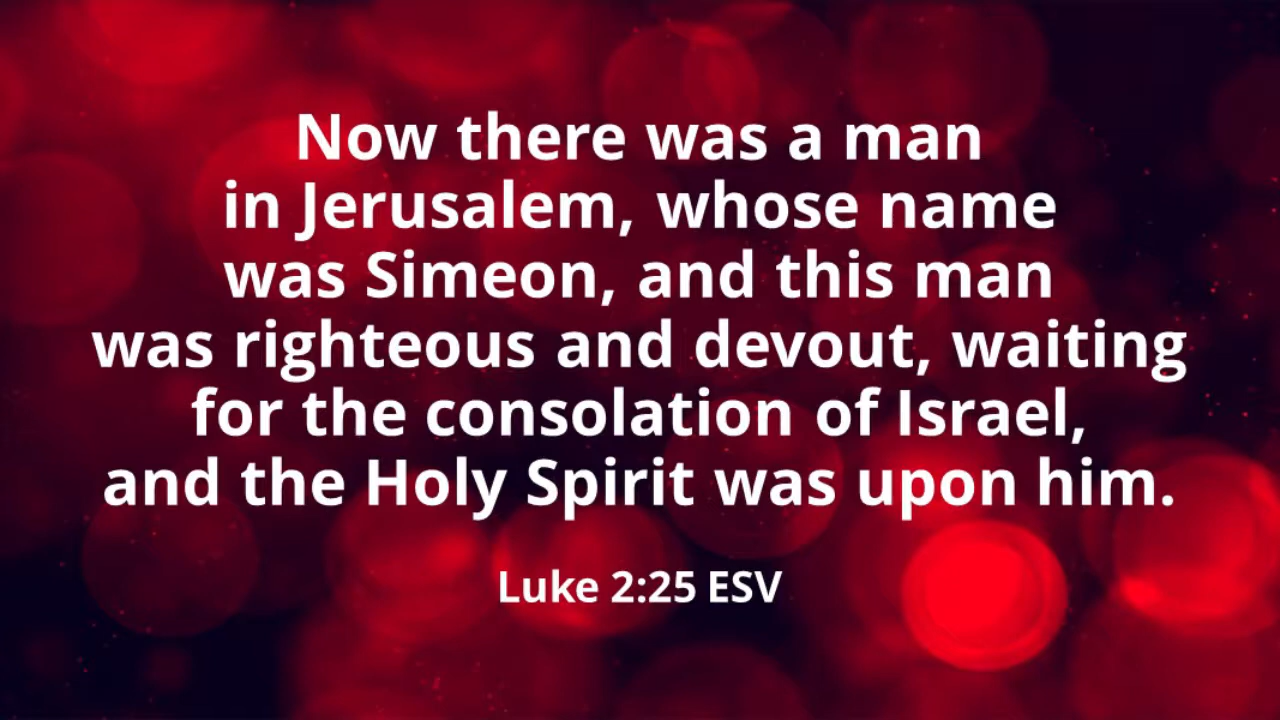 Now there was a man
in Jerusalem, whose name
was Simeon, and this man
was righteous and devout, waiting
for the consolation of Israel,
and the Holy Spirit was upon him.
Luke 2:25 ESV